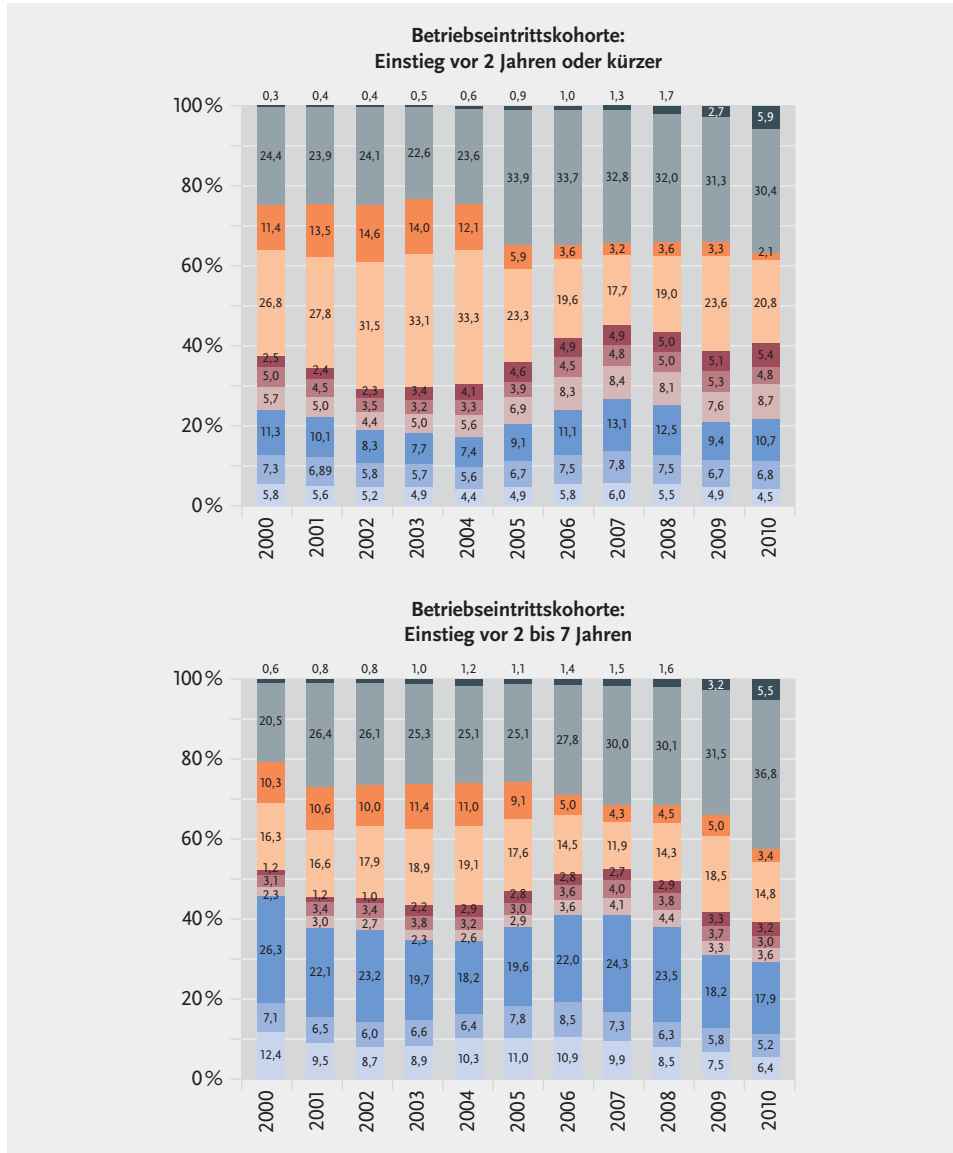 Betriebseintrittskohorte:
Einstieg vor 2 Jahren oder kürzer
0,3 0,4 0,4 0,5 0,6 0,9 1,0 1,3 1,7 2,7 5,9
100 %
24,4 23,9 24,1 22,6 23,6 33,9 33,7 32,8 32,0 31,3 30,4
80 %
11,4 13,5 14,6 14,0 12,1 5,9 3,6 3,2 3,6 3,3 2,1
60 %
26,8 27,8 31,5 33,1 33,3 23,3 19,6 17,7 19,0 23,6 20,8
40 %
2,5 2,4 2,3 3,4 4,1 4,6 4,9 4,9 5,0 5,1 5,4
5,0 4,5 3,5 3,2 3,3 3,9 4,5 4,8 5,0 5,3 4,8
5,7 5,0 4,4 5,0 5,6 6,9 8,3 8,4 8,1 7,6 8,7
20 %
11,3 10,1 8,3 7,7 7,4 9,1 11,1 13,1 12,5 9,4 10,7
7,3 6,89 5,8 5,7 5,6 6,7 7,5 7,8 7,5 6,7 6,8
5,8 5,6 5,2 4,9 4,4 4,9 5,8 6,0 5,5 4,9 4,5
0 %
2000 2001 2002 2003 2004 2005 2006 2007 2008 2009 2010
Betriebseintrittskohorte:
Einstieg vor 2 bis 7 Jahren
0,6 0,8 0,8 1,0 1,2 1,1 1,4 1,5 1,6 3,2 5,5
100 %
20,5 26,4 26,1 25,3 25,1 25,1 27,8 30,0 30,1 31,5 36,8
80 %
10,3 10,6 10,0 11,4 11,0 9,1 5,0 4,3 4,5 5,0 3,4
60 %
16,3 16,6 17,9 18,9 19,1 17,6 14,5 11,9 14,3 18,5 14,8
1,2 1,2 1,0 2,2 2,9 2,8 2,8 2,7 2,9 3,3 3,2
3,1 3,4 3,4 3,8 3,2 3,0 3,6 4,0 3,8 3,7 3,0
2,3 3,0 2,7 2,3 2,6 2,9 3,6 4,1 4,4 3,3 3,6
40 %
26,3 22,1 23,2 19,7 18,2 19,6 22,0 24,3 23,5 18,2 17,9
20 %
7,1 6,5 6,0 6,6 6,4 7,8 8,5 7,3 6,3 5,8 5,2
12,4 9,5 8,7 8,9 10,3 11,0 10,9 9,9 8,5 7,5 6,4
0 %
2000 2001 2002 2003 2004 2005 2006 2007 2008 2009 2010